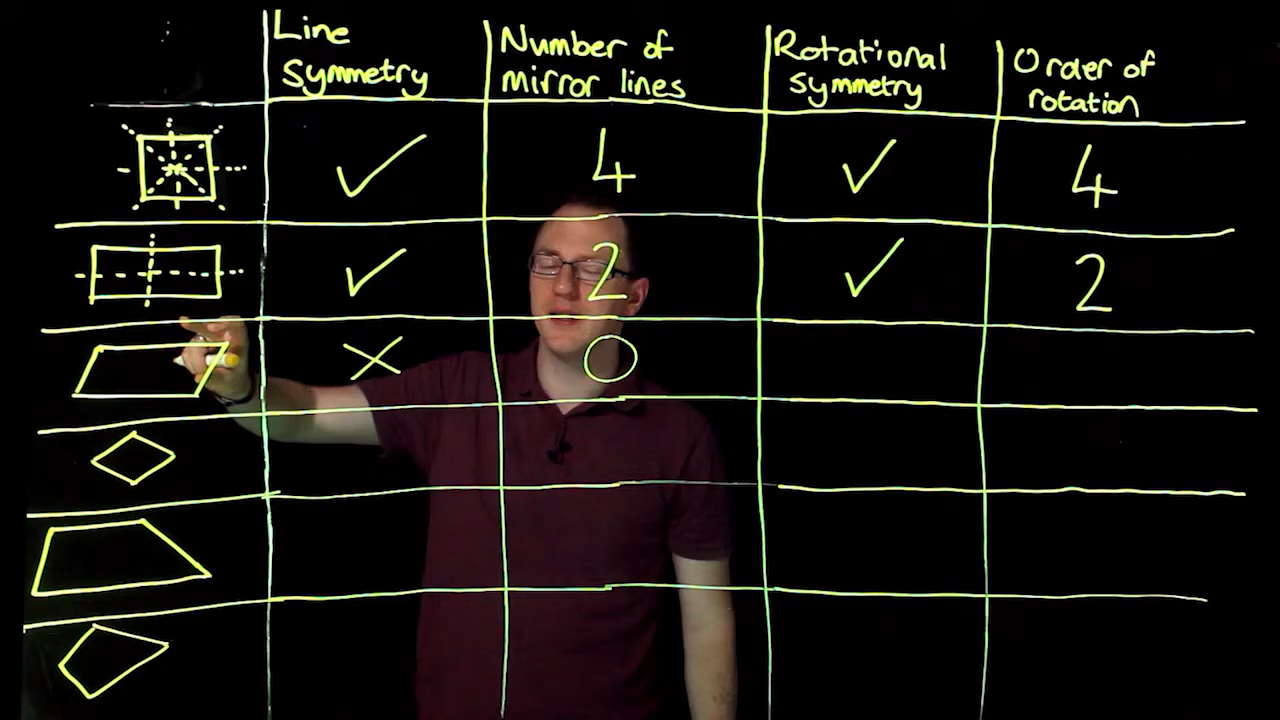 Line
Symmetry
Number of
mirror lines
Rotational
symmetry
Order of
rotation
✓ 4 ✓ 4
✓ 2 ✓ 2
× 0